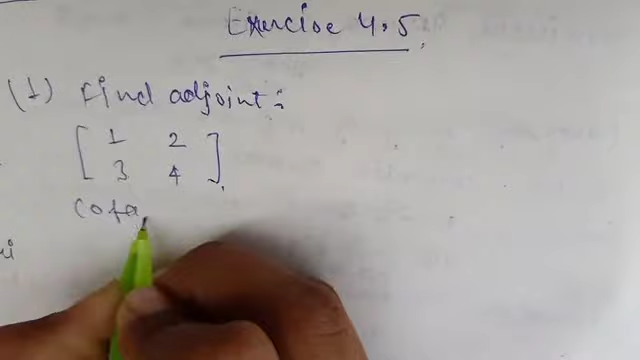 Exercise 4.5.
(1) Find adjoint :
1 2
3 4
Cofa